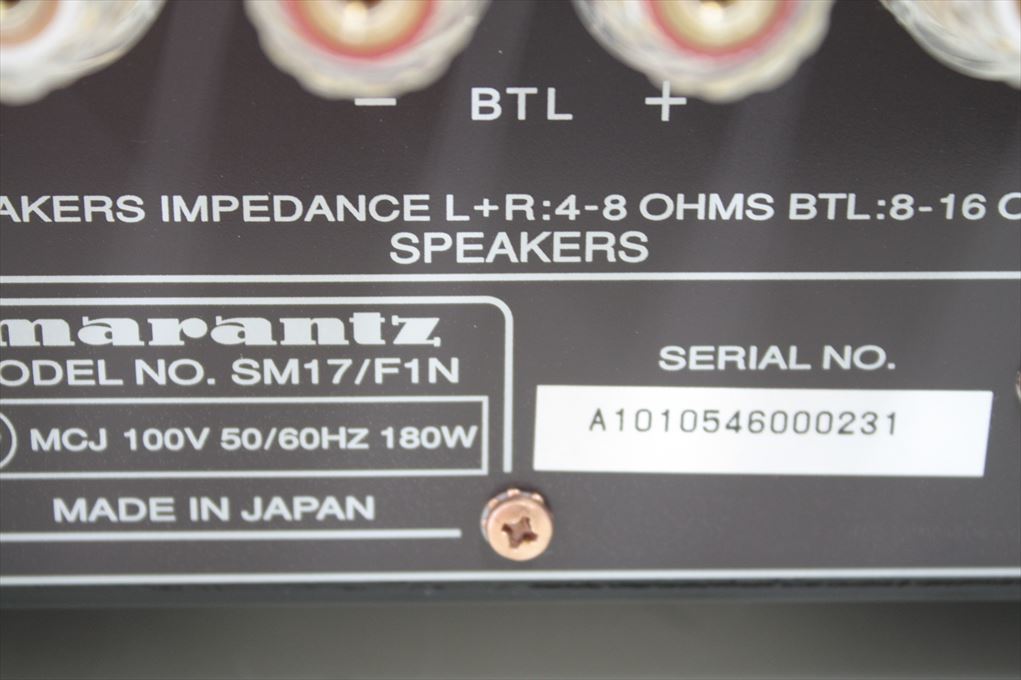 − BTL +
AKERS IMPEDANCE L+R:4-8 OHMS BTL:8-16 O
SPEAKERS
marantz
ODEL NO. SM17/F1N
SERIAL NO.
A1010546000231
MCJ 100V 50/60HZ 180W
MADE IN JAPAN